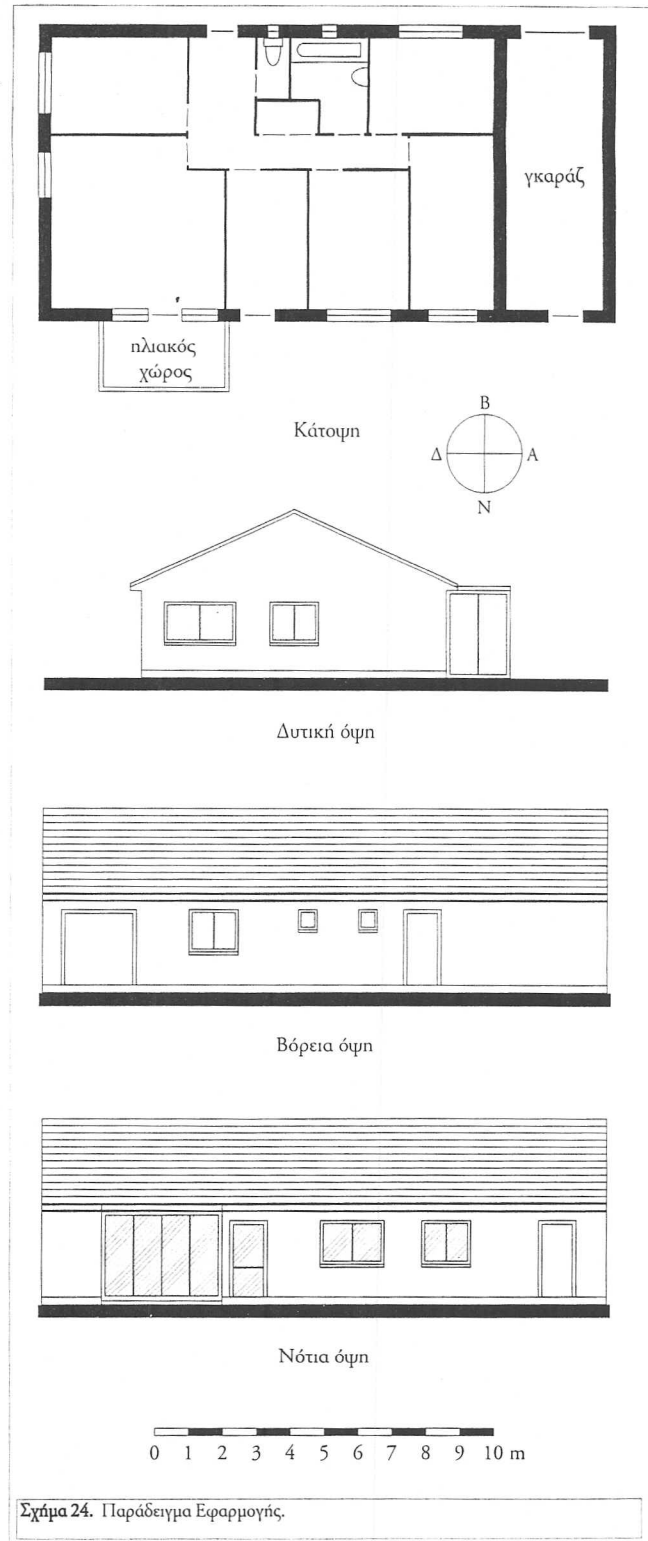 γκαράζ
ηλιακός
χώρος
Κάτοψη
Β
Δ
Α
Ν
Δυτική όψη
Βόρεια όψη
Νότια όψη
0 1 2 3 4 5 6 7 8 9 10 m
Σχήμα 24. Παράδειγμα Εφαρμογής.